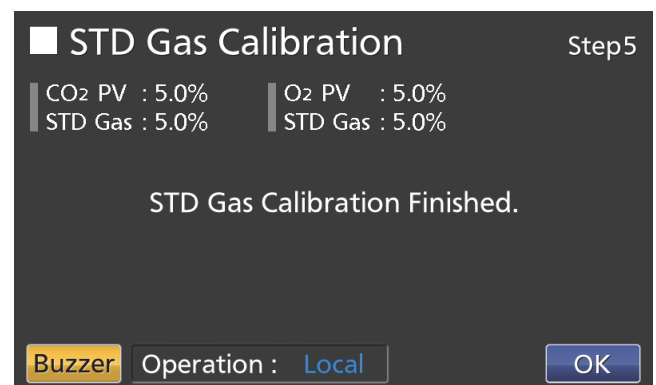 STD Gas Calibration Step5
CO2 PV : 5.0% O2 PV : 5.0%
STD Gas : 5.0% STD Gas : 5.0%
STD Gas Calibration Finished.
Buzzer Operation : Local OK